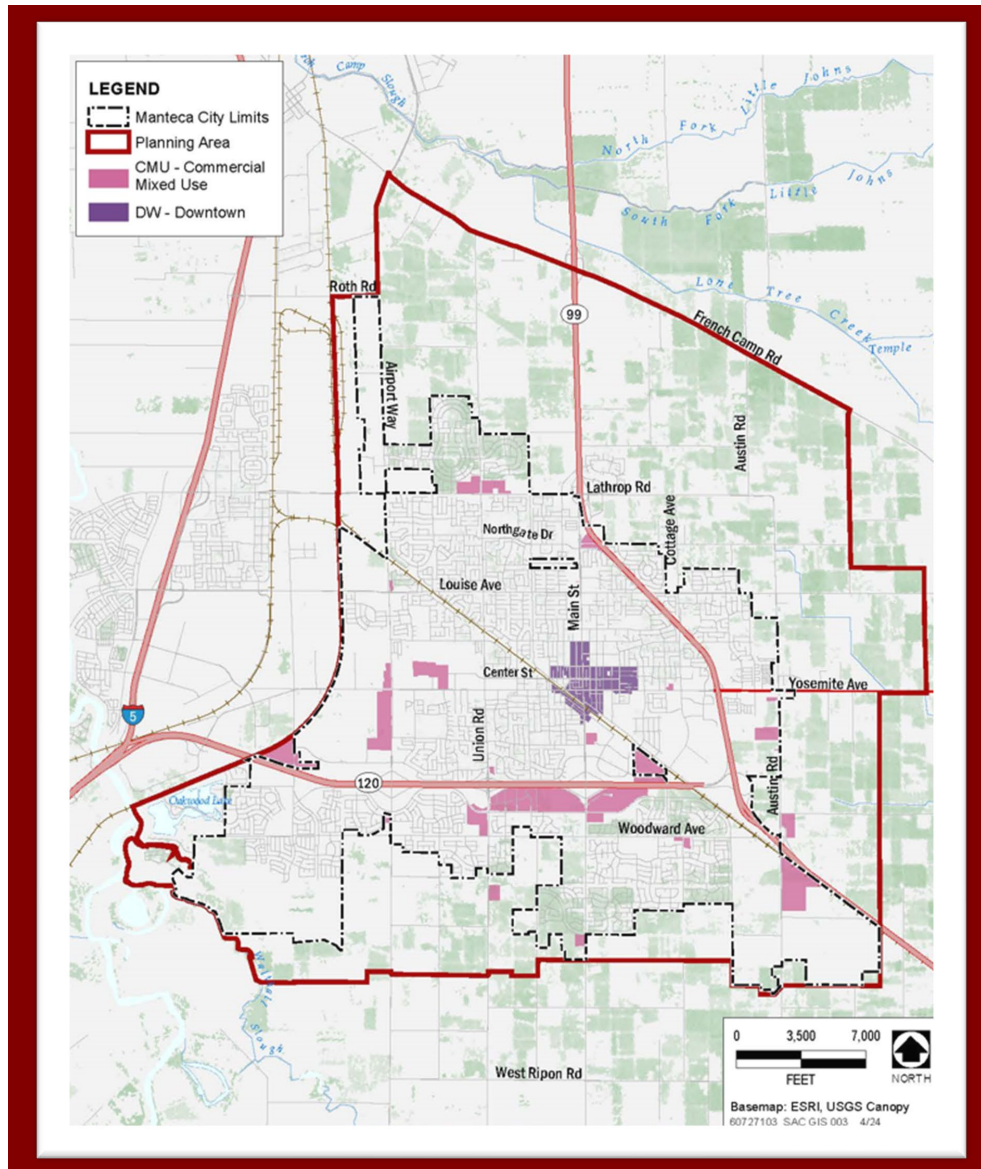 LEGEND
Manteca City Limits
Planning Area
CMU - Commercial
Mixed Use
DW - Downtown
Camp
Slough
North Fork Little Johns
South Fork Little Johns
Lone Tree
Creek
Temple
Roth Rd
99
French Camp Rd
Airport Way
Austin Rd
Lathrop Rd
Cottage Ave
Northgate Dr
Louise Ave
Main St
Center St
Yosemite Ave
5
Union Rd
120
Austin Rd
Oakwood Lake
Woodward Ave
Walthall
Slough
West Ripon Rd
0 3,500 7,000
FEET
NORTH
Basemap: ESRI, USGS Canopy
60727103 SAC GIS 003 4/24